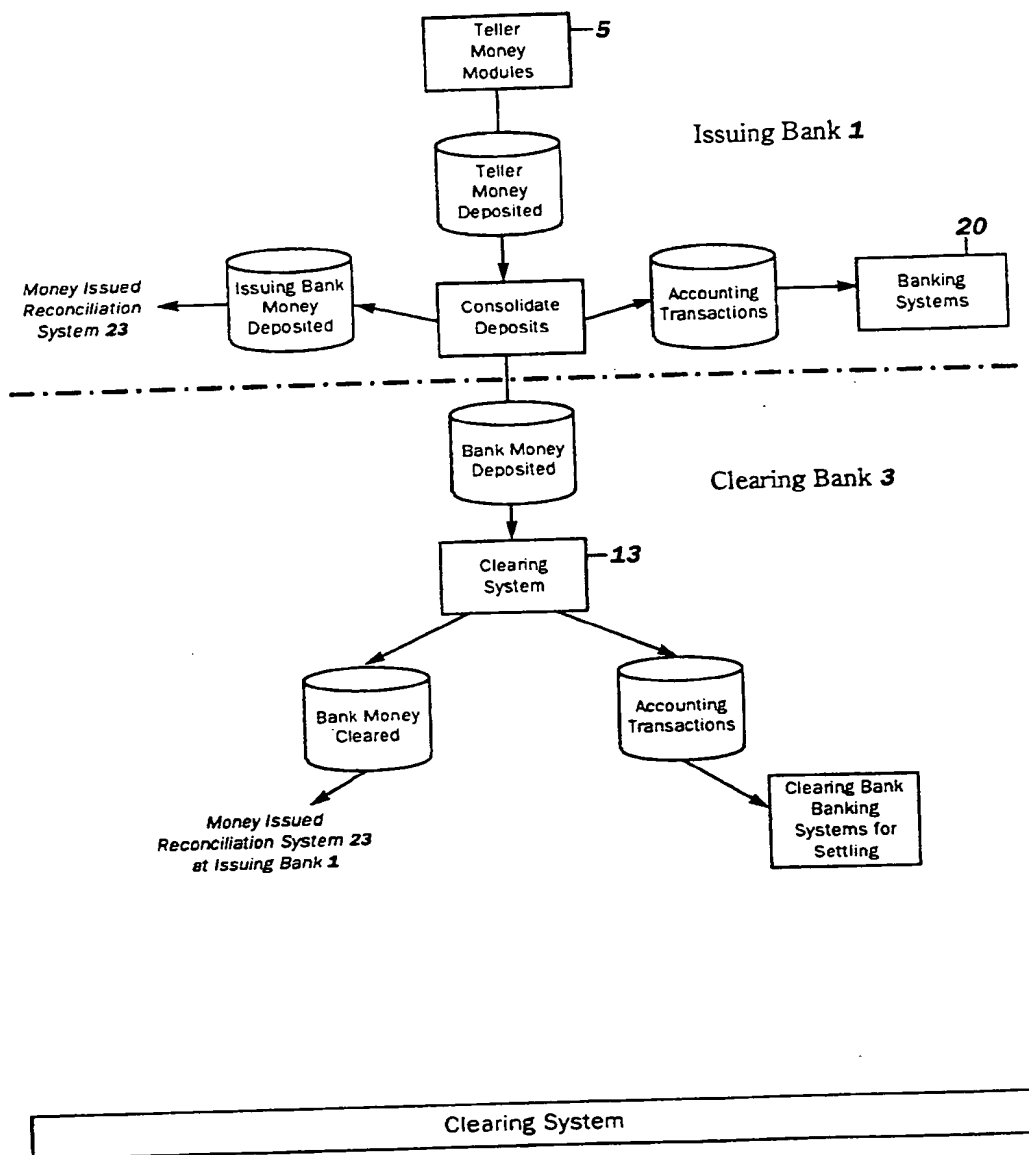 Teller
Money
Modules
5
Issuing Bank 1
Teller
Money
Deposited
20
Money Issued
Reconciliation
System 23
Issuing Bank
Money
Deposited
Consolidate
Deposits
Accounting
Transactions
Banking
Systems
Bank Money
Deposited
Clearing Bank 3
Clearing
System
13
Bank Money
Cleared
Accounting
Transactions
Money Issued
Reconciliation System 23
at Issuing Bank 1
Clearing Bank
Banking
Systems for
Settling
Clearing System